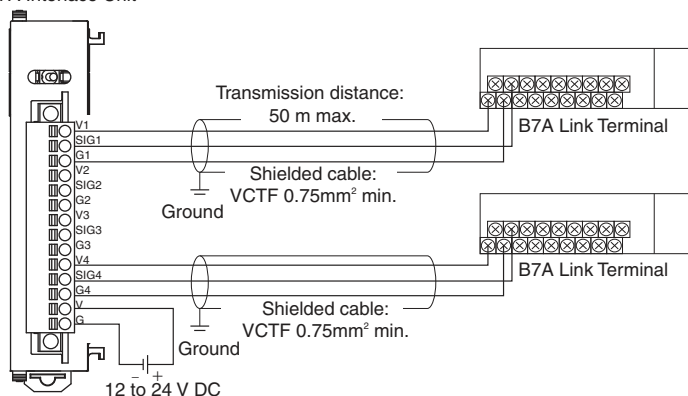 Transmission distance:
50 m max.
B7A Link Terminal
V1
SIG1
G1
V2
SIG2
G2
V3
SIG3
G3
V4
SIG4
G4
V
G
Shielded cable:
VCTF 0.75mm² min.
Ground
B7A Link Terminal
Shielded cable:
VCTF 0.75mm² min.
Ground
– +
12 to 24 V DC